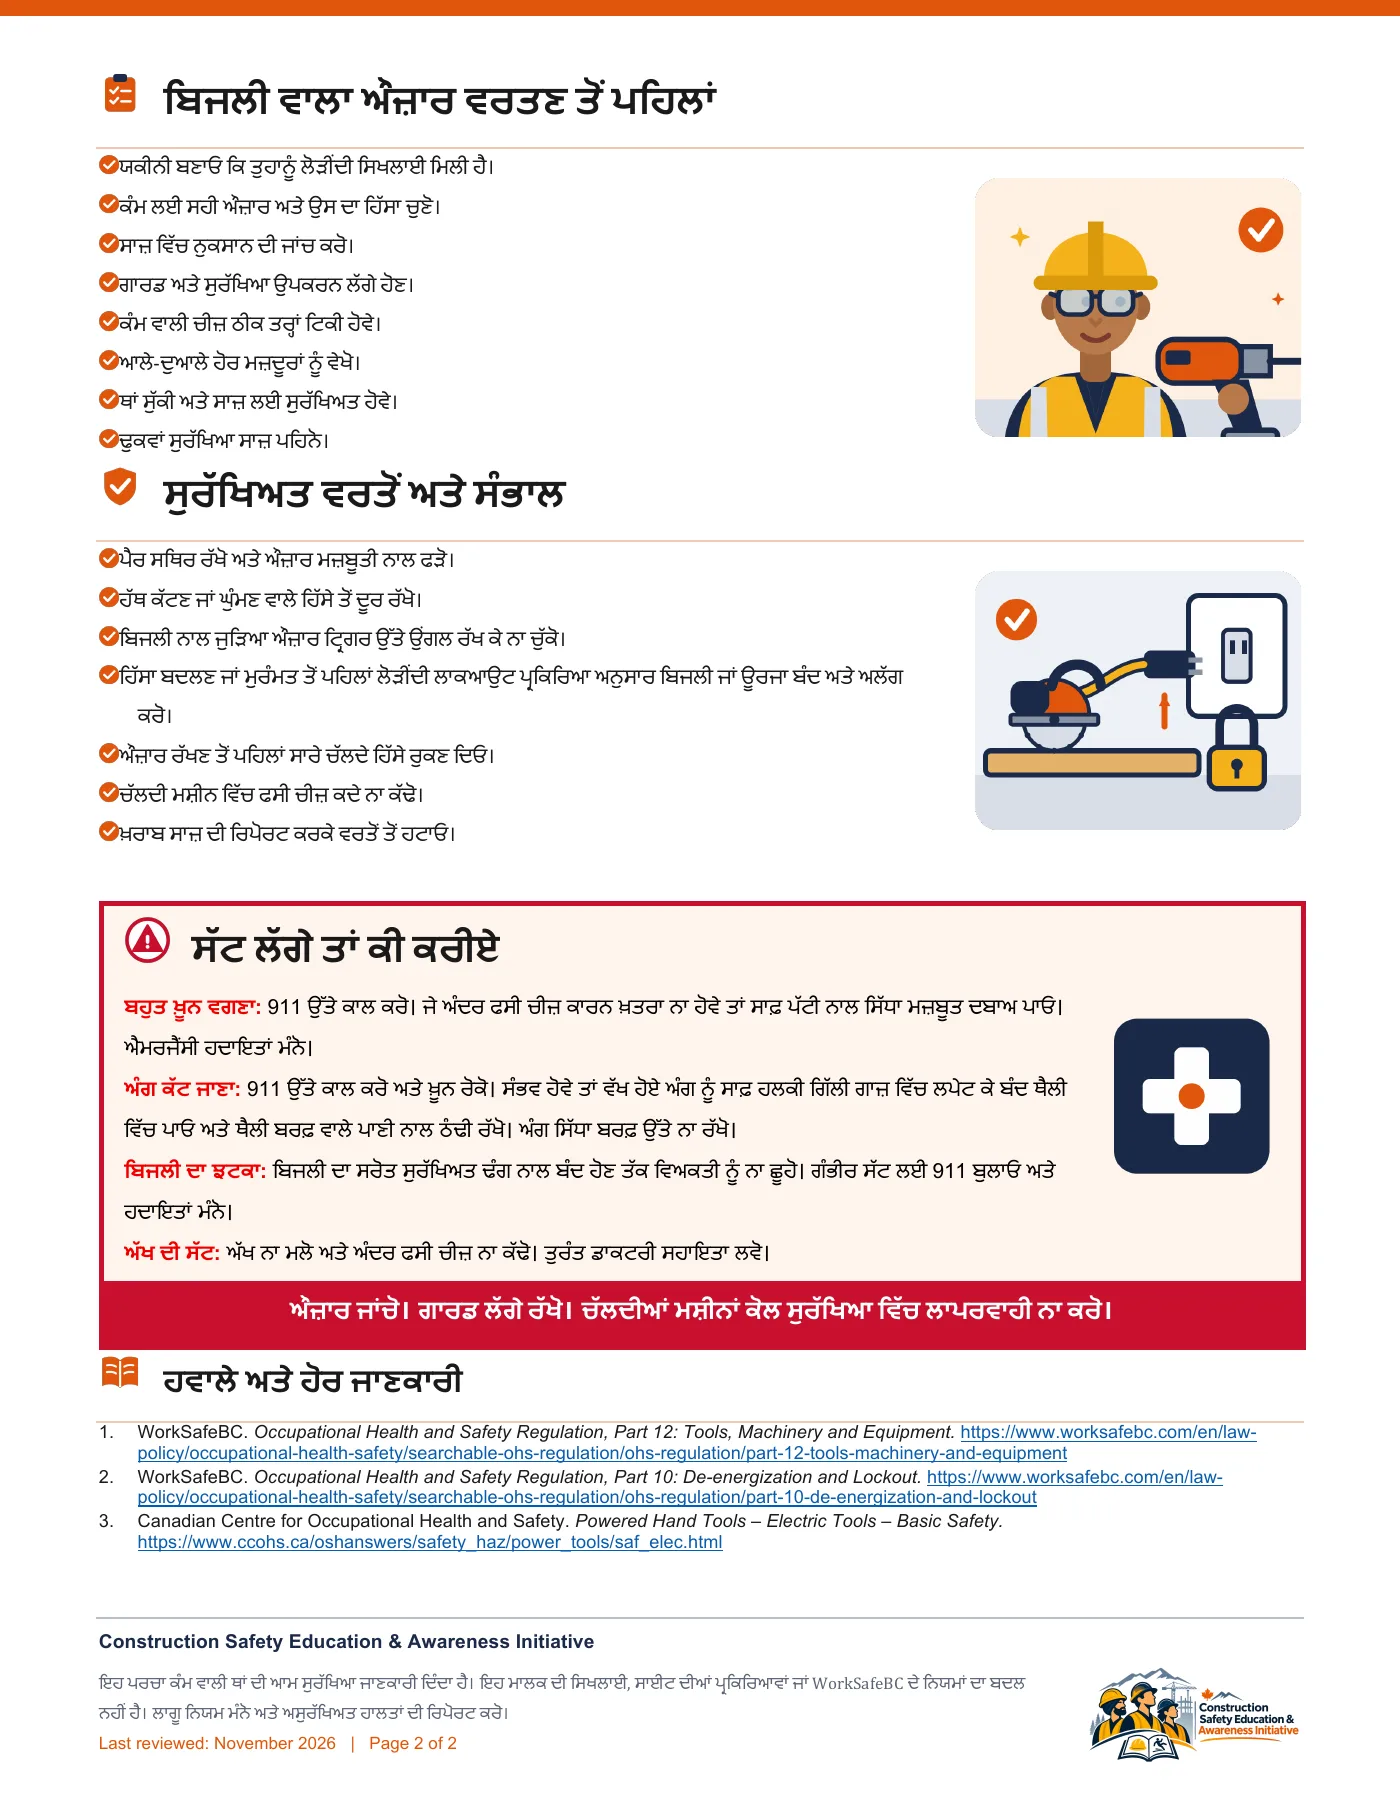 ਬਿਜਲੀ ਵਾਲਾ ਔਜ਼ਾਰ ਵਰਤਣ ਤੋਂ ਪਹਿਲਾਂ
ਯਕੀਨੀ ਬਣਾਓ ਕਿ ਤੁਹਾਨੂੰ ਲੋੜੀਂਦੀ ਸਿਖਲਾਈ ਮਿਲੀ ਹੈ।
ਕੰਮ ਲਈ ਸਹੀ ਔਜ਼ਾਰ ਅਤੇ ਉਸ ਦਾ ਹਿੱਸਾ ਚੁਣੋ।
ਸਾਜ਼ ਵਿੱਚ ਨੁਕਸਾਨ ਦੀ ਜਾਂਚ ਕਰੋ।
ਗਾਰਡ ਅਤੇ ਸੁਰੱਖਿਆ ਉਪਕਰਨ ਲੱਗੇ ਹੋਣ।
ਕੰਮ ਵਾਲੀ ਚੀਜ਼ ਠੀਕ ਤਰ੍ਹਾਂ ਟਿਕੀ ਹੋਵੇ।
ਆਲੇ-ਦੁਆਲੇ ਹੋਰ ਮਜ਼ਦੂਰਾਂ ਨੂੰ ਵੇਖੋ।
ਥਾਂ ਸੁੱਕੀ ਅਤੇ ਸਾਜ਼ ਲਈ ਸੁਰੱਖਿਅਤ ਹੋਵੇ।
ਢੁਕਵਾਂ ਸੁਰੱਖਿਆ ਸਾਜ਼ ਪਹਿਨੋ।
ਸੁਰੱਖਿਅਤ ਵਰਤੋਂ ਅਤੇ ਸੰਭਾਲ
ਪੈਰ ਸਥਿਰ ਰੱਖੋ ਅਤੇ ਔਜ਼ਾਰ ਮਜ਼ਬੂਤੀ ਨਾਲ ਫੜੋ।
ਹੱਥ ਕੱਟਣ ਜਾਂ ਘੁੰਮਣ ਵਾਲੇ ਹਿੱਸੇ ਤੋਂ ਦੂਰ ਰੱਖੋ।
ਬਿਜਲੀ ਨਾਲ ਜੁੜਿਆ ਔਜ਼ਾਰ ਟ੍ਰਿਗਰ ਉੱਤੇ ਉਂਗਲ ਰੱਖ ਕੇ ਨਾ ਚੁੱਕੋ।
ਹਿੱਸਾ ਬਦਲਣ ਜਾਂ ਮੁਰੰਮਤ ਤੋਂ ਪਹਿਲਾਂ ਲੋੜੀਂਦੀ ਲਾਕਆਉਟ ਪ੍ਰਕਿਰਿਆ ਅਨੁਸਾਰ ਬਿਜਲੀ ਜਾਂ ਊਰਜਾ ਬੰਦ ਅਤੇ ਅਲੱਗ
ਕਰੋ।
ਔਜ਼ਾਰ ਰੱਖਣ ਤੋਂ ਪਹਿਲਾਂ ਸਾਰੇ ਚੱਲਦੇ ਹਿੱਸੇ ਰੁਕਣ ਦਿਓ।
ਚੱਲਦੀ ਮਸ਼ੀਨ ਵਿੱਚ ਫਸੀ ਚੀਜ਼ ਕਦੇ ਨਾ ਕੱਢੋ।
ਖ਼ਰਾਬ ਸਾਜ਼ ਦੀ ਰਿਪੋਰਟ ਕਰਕੇ ਵਰਤੋਂ ਤੋਂ ਹਟਾਓ।
ਸੱਟ ਲੱਗੇ ਤਾਂ ਕੀ ਕਰੀਏ
ਬਹੁਤ ਖ਼ੂਨ ਵਗਣਾ: 911 ਉੱਤੇ ਕਾਲ ਕਰੋ। ਜੇ ਅੰਦਰ ਫਸੀ ਚੀਜ਼ ਕਾਰਨ ਖ਼ਤਰਾ ਨਾ ਹੋਵੇ ਤਾਂ ਸਾਫ਼ ਪੱਟੀ ਨਾਲ ਸਿੱਧਾ ਮਜ਼ਬੂਤ ਦਬਾਅ ਪਾਓ।
ਐਮਰਜੈਂਸੀ ਹਦਾਇਤਾਂ ਮੰਨੋ।
ਅੰਗ ਕੱਟ ਜਾਣਾ: 911 ਉੱਤੇ ਕਾਲ ਕਰੋ ਅਤੇ ਖ਼ੂਨ ਰੋਕੋ। ਸੰਭਵ ਹੋਵੇ ਤਾਂ ਵੱਖ ਹੋਏ ਅੰਗ ਨੂੰ ਸਾਫ਼ ਹਲਕੀ ਗਿੱਲੀ ਗਾਜ਼ ਵਿੱਚ ਲਪੇਟ ਕੇ ਬੰਦ ਥੈਲੀ
ਵਿੱਚ ਪਾਓ ਅਤੇ ਥੈਲੀ ਬਰਫ਼ ਵਾਲੇ ਪਾਣੀ ਨਾਲ ਠੰਢੀ ਰੱਖੋ। ਅੰਗ ਸਿੱਧਾ ਬਰਫ਼ ਉੱਤੇ ਨਾ ਰੱਖੋ।
ਬਿਜਲੀ ਦਾ ਝਟਕਾ: ਬਿਜਲੀ ਦਾ ਸਰੋਤ ਸੁਰੱਖਿਅਤ ਢੰਗ ਨਾਲ ਬੰਦ ਹੋਣ ਤੱਕ ਵਿਅਕਤੀ ਨੂੰ ਨਾ ਛੂਹੋ। ਗੰਭੀਰ ਸੱਟ ਲਈ 911 ਬੁਲਾਓ ਅਤੇ
ਹਦਾਇਤਾਂ ਮੰਨੋ।
ਅੱਖ ਦੀ ਸੱਟ: ਅੱਖ ਨਾ ਮਲੋ ਅਤੇ ਅੰਦਰ ਫਸੀ ਚੀਜ਼ ਨਾ ਕੱਢੋ। ਤੁਰੰਤ ਡਾਕਟਰੀ ਸਹਾਇਤਾ ਲਵੋ।
ਔਜ਼ਾਰ ਜਾਂਚੋ। ਗਾਰਡ ਲੱਗੇ ਰੱਖੋ। ਚੱਲਦੀਆਂ ਮਸ਼ੀਨਾਂ ਕੋਲ ਸੁਰੱਖਿਆ ਵਿੱਚ ਲਾਪਰਵਾਹੀ ਨਾ ਕਰੋ।
ਹਵਾਲੇ ਅਤੇ ਹੋਰ ਜਾਣਕਾਰੀ
1. WorkSafeBC. Occupational Health and Safety Regulation, Part 12: Tools, Machinery and Equipment. https://www.worksafebc.com/en/law-
policy/occupational-health-safety/searchable-ohs-regulation/ohs-regulation/part-12-tools-machinery-and-equipment
2. WorkSafeBC. Occupational Health and Safety Regulation, Part 10: De-energization and Lockout. https://www.worksafebc.com/en/law-
policy/occupational-health-safety/searchable-ohs-regulation/ohs-regulation/part-10-de-energization-and-lockout
3. Canadian Centre for Occupational Health and Safety. Powered Hand Tools – Electric Tools – Basic Safety.
https://www.ccohs.ca/oshanswers/safety_haz/power_tools/saf_elec.html
Construction Safety Education & Awareness Initiative
ਇਹ ਪਰਚਾ ਕੰਮ ਵਾਲੀ ਥਾਂ ਦੀ ਆਮ ਸੁਰੱਖਿਆ ਜਾਣਕਾਰੀ ਦਿੰਦਾ ਹੈ। ਇਹ ਮਾਲਕ ਦੀ ਸਿਖਲਾਈ, ਸਾਈਟ ਦੀਆਂ ਪ੍ਰਕਿਰਿਆਵਾਂ ਜਾਂ WorkSafeBC ਦੇ ਨਿਯਮਾਂ ਦਾ ਬਦਲ
ਨਹੀਂ ਹੈ। ਲਾਗੂ ਨਿਯਮ ਮੰਨੋ ਅਤੇ ਅਸੁਰੱਖਿਅਤ ਹਾਲਤਾਂ ਦੀ ਰਿਪੋਰਟ ਕਰੋ।
Last reviewed: November 2026 | Page 2 of 2
Construction
Safety Education &
Awareness Initiative